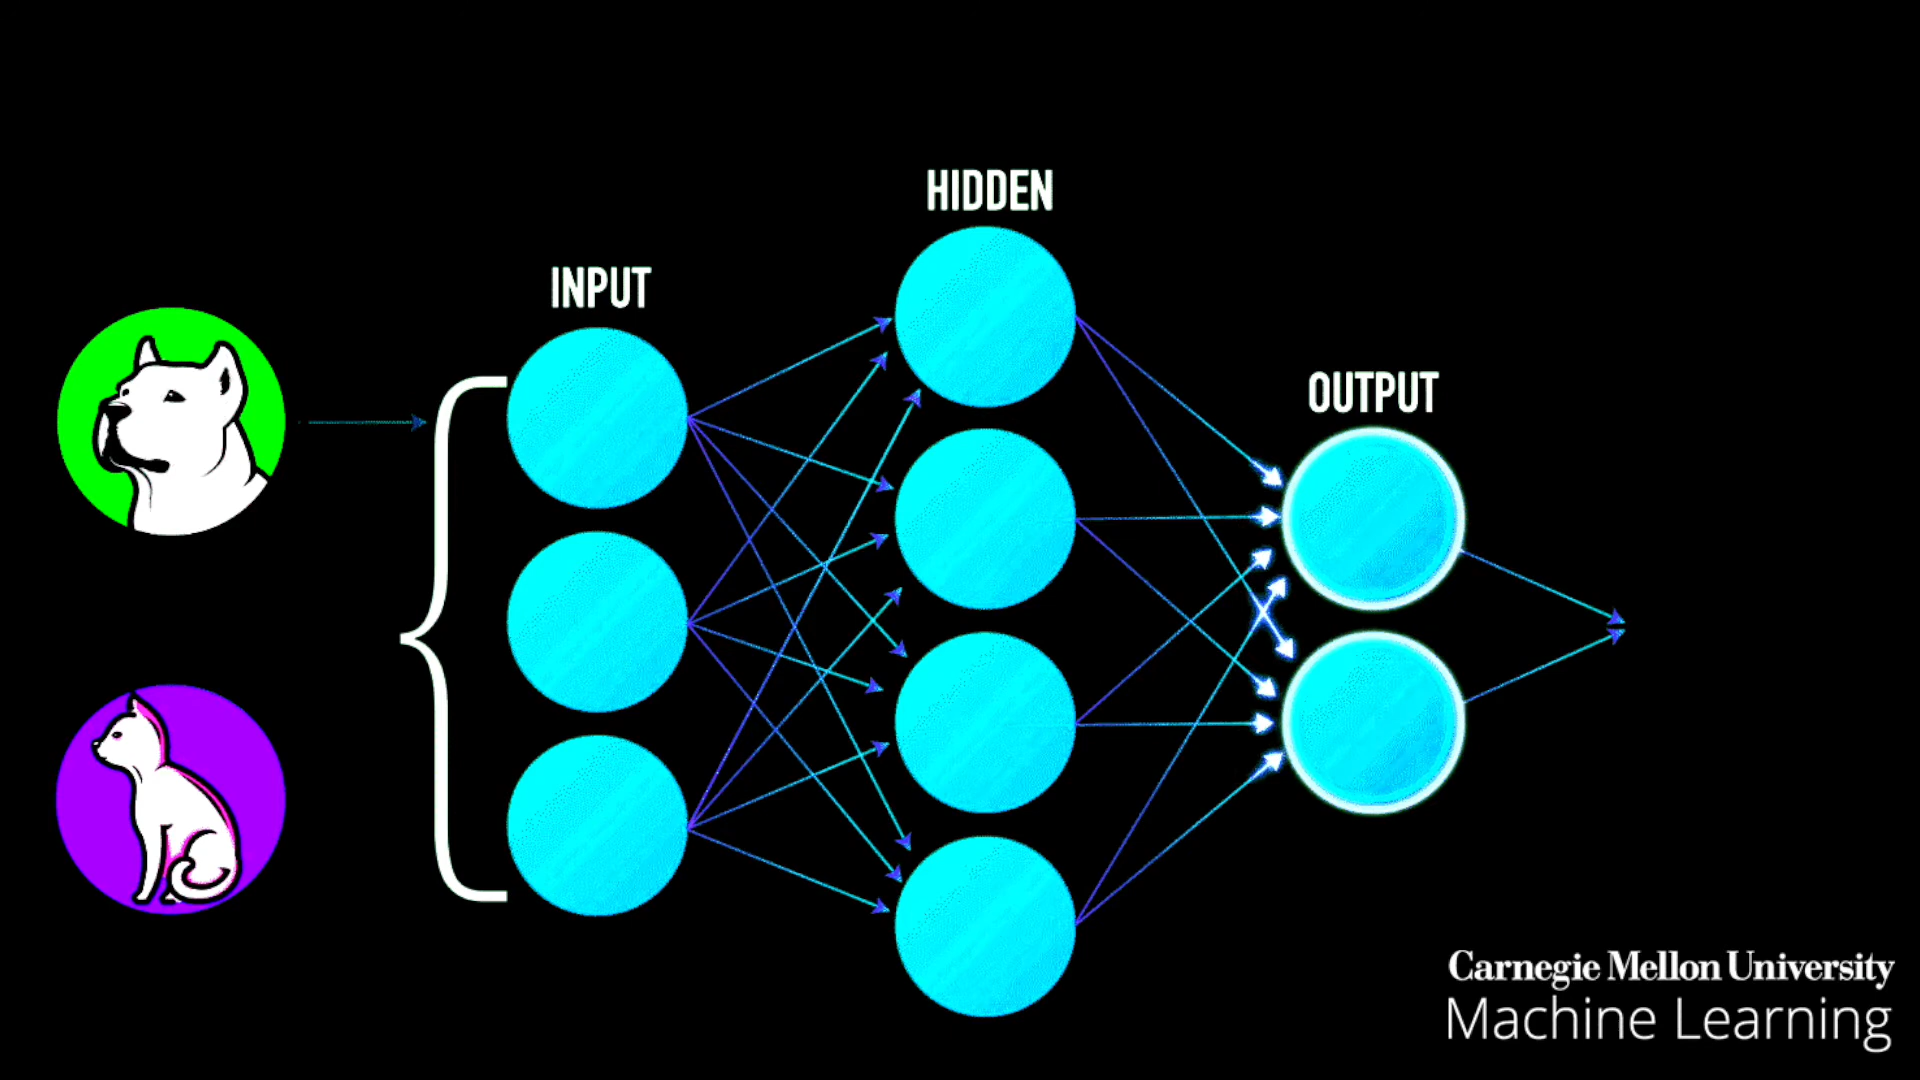 HIDDEN
INPUT
OUTPUT
Carnegie Mellon University
Machine Learning